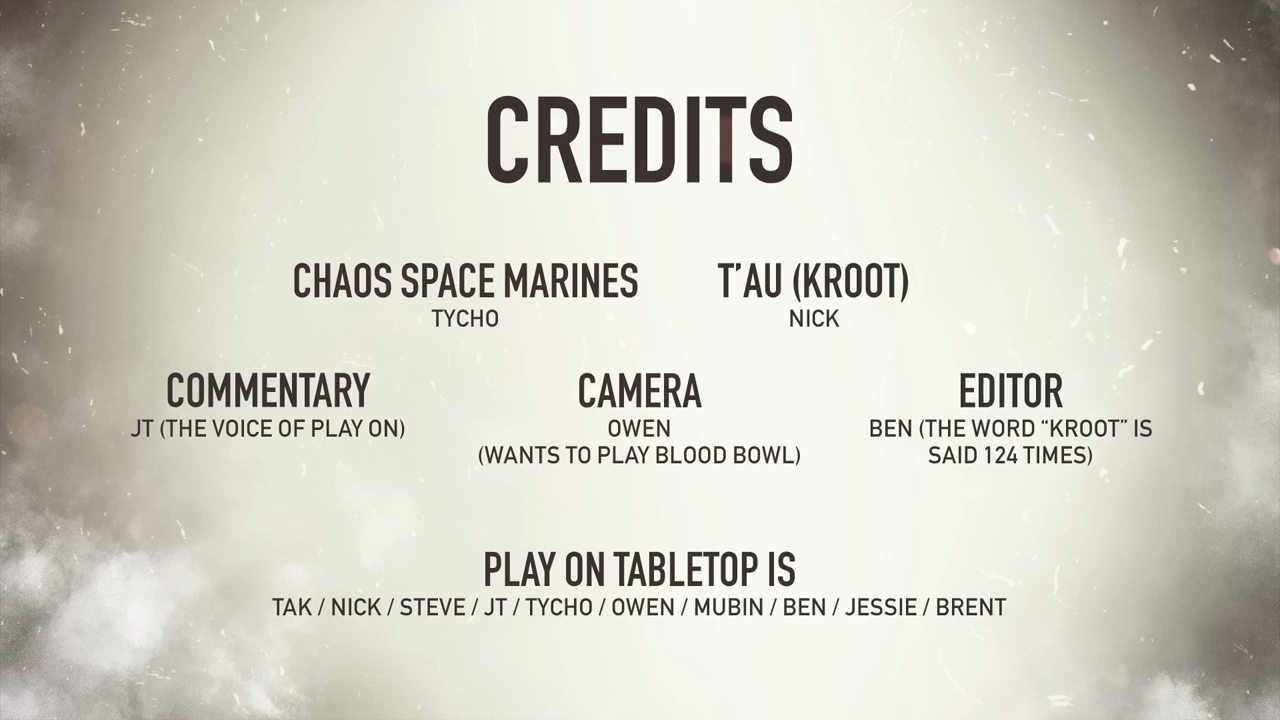 CREDITS
CHAOS SPACE MARINES
TYCHO
T’AU (KROOT)
NICK
COMMENTARY
JT (THE VOICE OF PLAY ON)
CAMERA
OWEN
(WANTS TO PLAY BLOOD BOWL)
EDITOR
BEN (THE WORD “KROOT” IS
SAID 124 TIMES)
PLAY ON TABLETOP IS
TAK / NICK / STEVE / JT / TYCHO / OWEN / MUBIN / BEN / JESSIE / BRENT